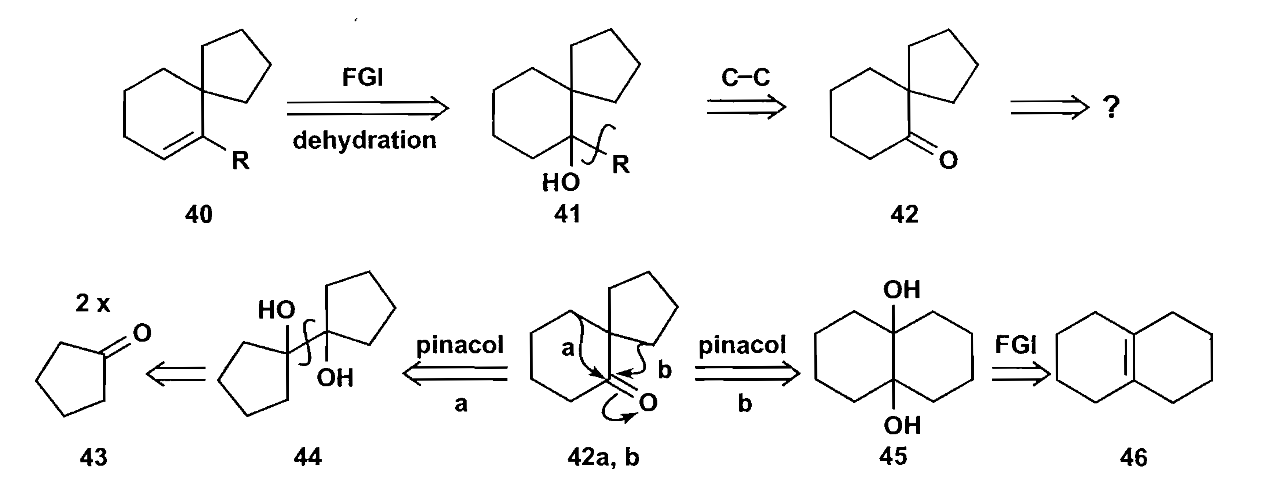 FGI
dehydration
C–C
?
R
HO
R
O
40
41
42
2 x
O
HO
OH
pinacol
a
a
b
O
pinacol
b
OH
OH
FGI
43
44
42a, b
45
46